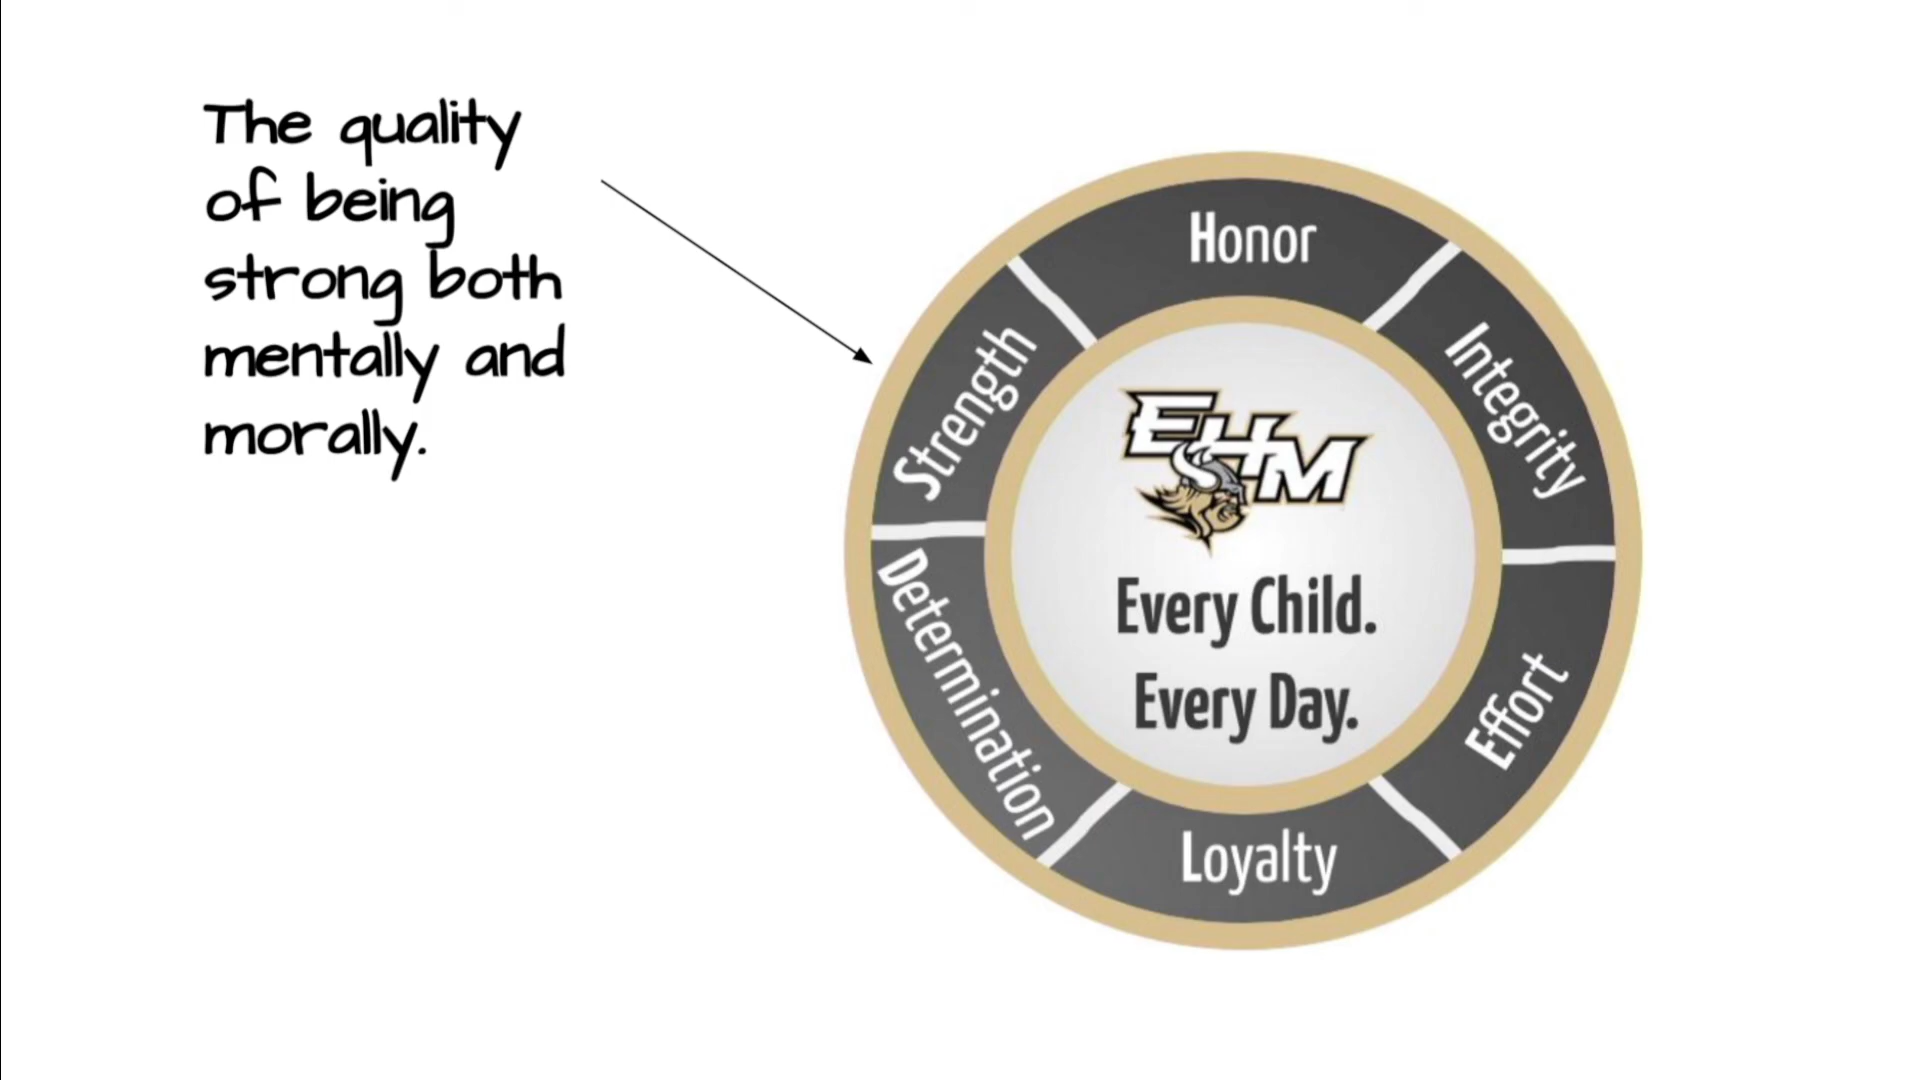 The quality
of being
strong both
mentally and
morally.
Honor
Integrity
Effort
Loyalty
Determination
Strength
EHM
Every Child.
Every Day.